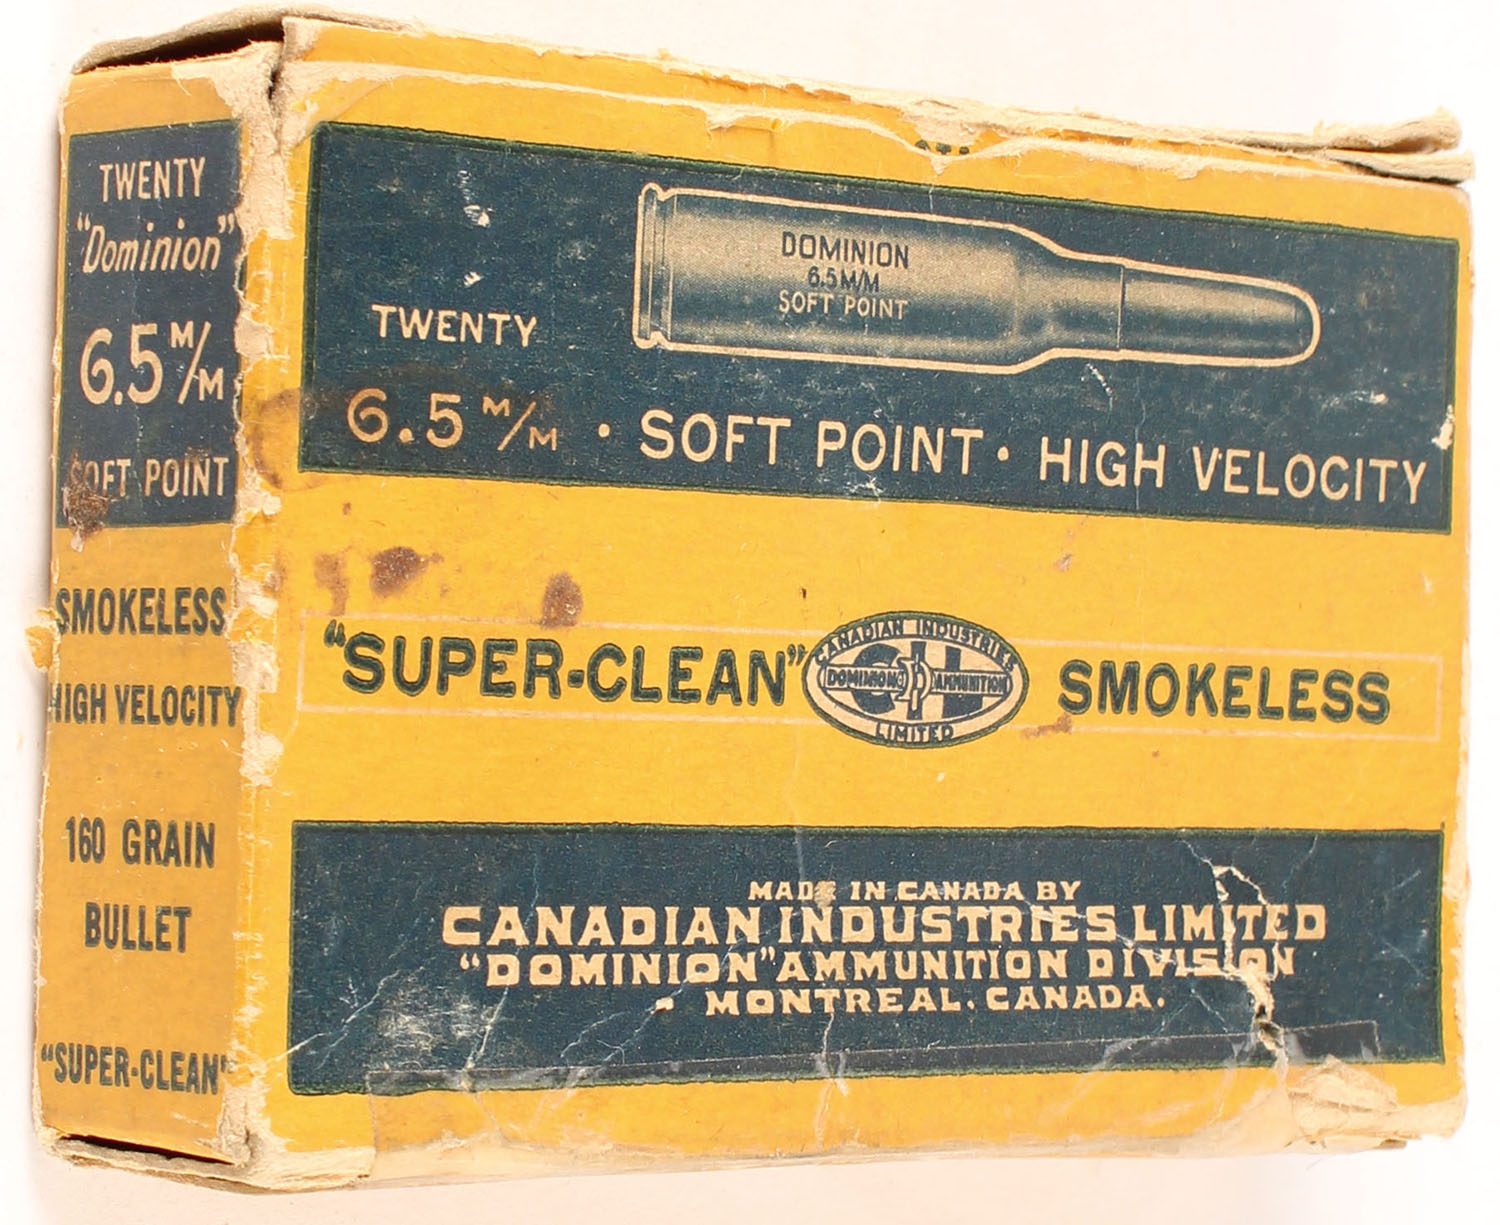 TWENTY
"Dominion"
6.5 M/M
SOFT POINT
SMOKELESS
HIGH VELOCITY
160 GRAIN
BULLET
"SUPER-CLEAN"
DOMINION
6.5 M/M
SOFT POINT
TWENTY
6.5 M/M · SOFT POINT · HIGH VELOCITY
"SUPER-CLEAN"
CANADIAN INDUSTRIES
CIL
DOMINION AMMUNITION
LIMITED
SMOKELESS
MADE IN CANADA BY
CANADIAN INDUSTRIES LIMITED
"DOMINION" AMMUNITION DIVISION
MONTREAL, CANADA.